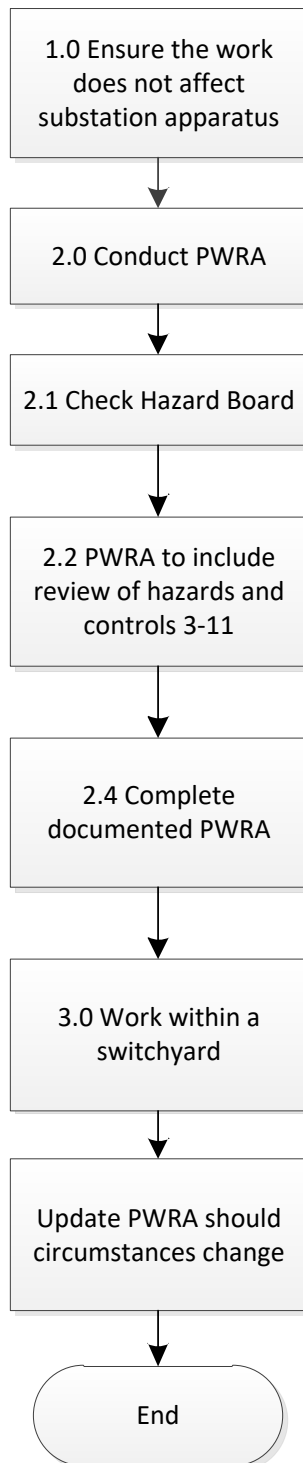 1.0 Ensure the work
does not affect
substation apparatus
2.0 Conduct PWRA
2.1 Check Hazard Board
2.2 PWRA to include
review of hazards and
controls 3-11
2.4 Complete
documented PWRA
3.0 Work within a
switchyard
Update PWRA should
circumstances change
End